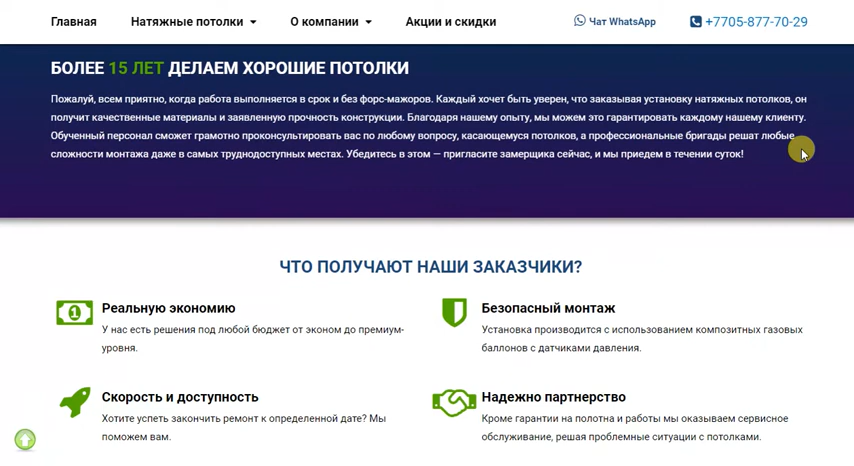 Главная Натяжные потолки О компании Акции и скидки Чат WhatsApp +7705-877-70-29
БОЛЕЕ 15 ЛЕТ ДЕЛАЕМ ХОРОШИЕ ПОТОЛКИ
Пожалуй, всем приятно, когда работа выполняется в срок и без форс-мажоров. Каждый хочет быть уверен, что заказывая установку натяжных потолков, он
получит качественные материалы и заявленную прочность конструкции. Благодаря нашему опыту, мы можем это гарантировать каждому нашему клиенту.
Обученный персонал сможет грамотно проконсультировать вас по любому вопросу, касающемуся потолков, а профессиональные бригады решат любые
сложности монтажа даже в самых труднодоступных местах. Убедитесь в этом — пригласите замерщика сейчас, и мы приедем в течении суток!
ЧТО ПОЛУЧАЮТ НАШИ ЗАКАЗЧИКИ?
Реальную экономию
У нас есть решения под любой бюджет от эконом до премиум-
уровня.
Безопасный монтаж
Установка производится с использованием композитных газовых
баллонов с датчиками давления.
Скорость и доступность
Хотите успеть закончить ремонт к определенной дате? Мы
поможем вам.
Надежно партнерство
Кроме гарантии на полотна и работы мы оказываем сервисное
обслуживание, решая проблемные ситуации с потолками.